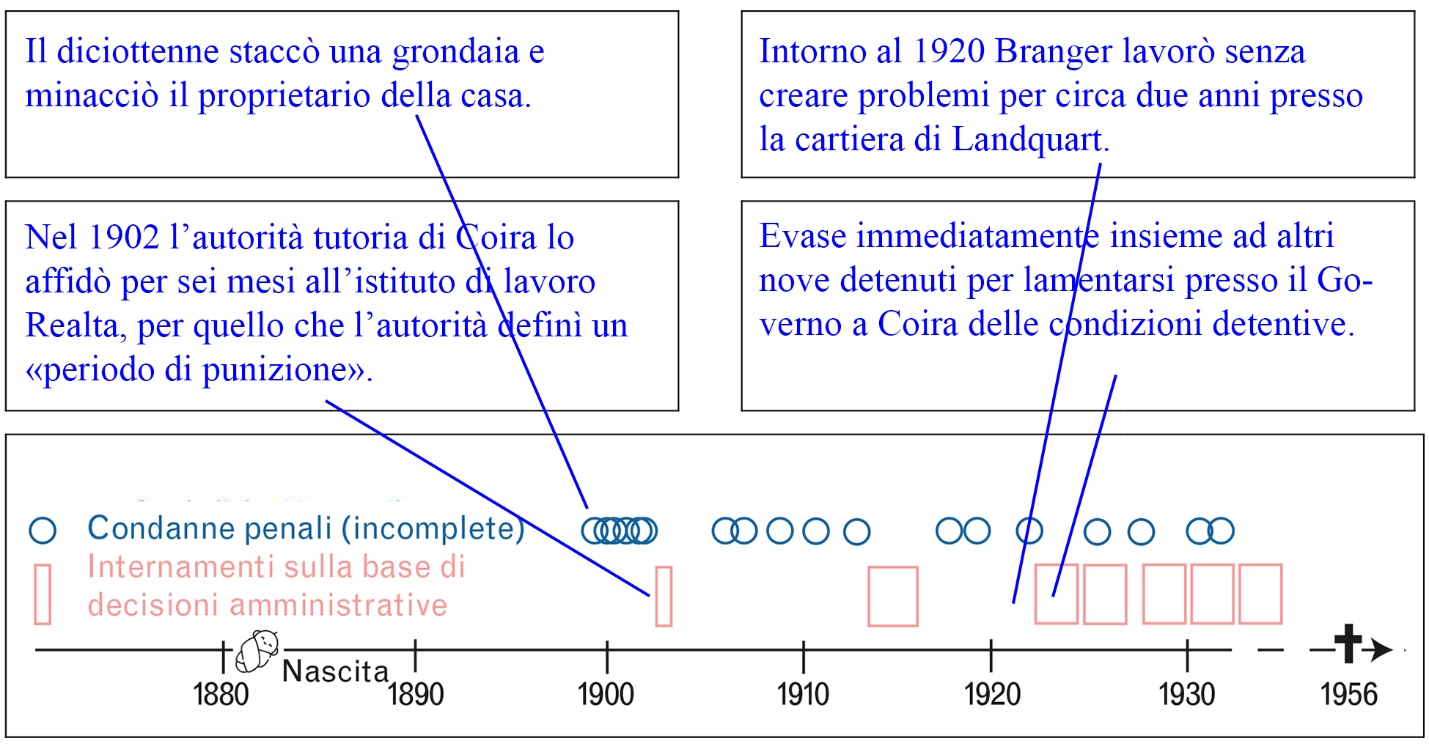 Il diciottenne staccò una grondaia e
minacciò il proprietario della casa.
Intorno al 1920 Branger lavorò senza
creare problemi per circa due anni presso
la cartiera di Landquart.
Nel 1902 l’autorità tutoria di Coira lo
affidò per sei mesi all’istituto di lavoro
Realta, per quello che l’autorità definì un
«periodo di punizione».
Evase immediatamente insieme ad altri
nove detenuti per lamentarsi presso il Go-
verno a Coira delle condizioni detentive.
Condanne penali (incomplete)
Internamenti sulla base di
decisioni amministrative
Nascita
1880 1890 1900 1910 1920 1930 1956